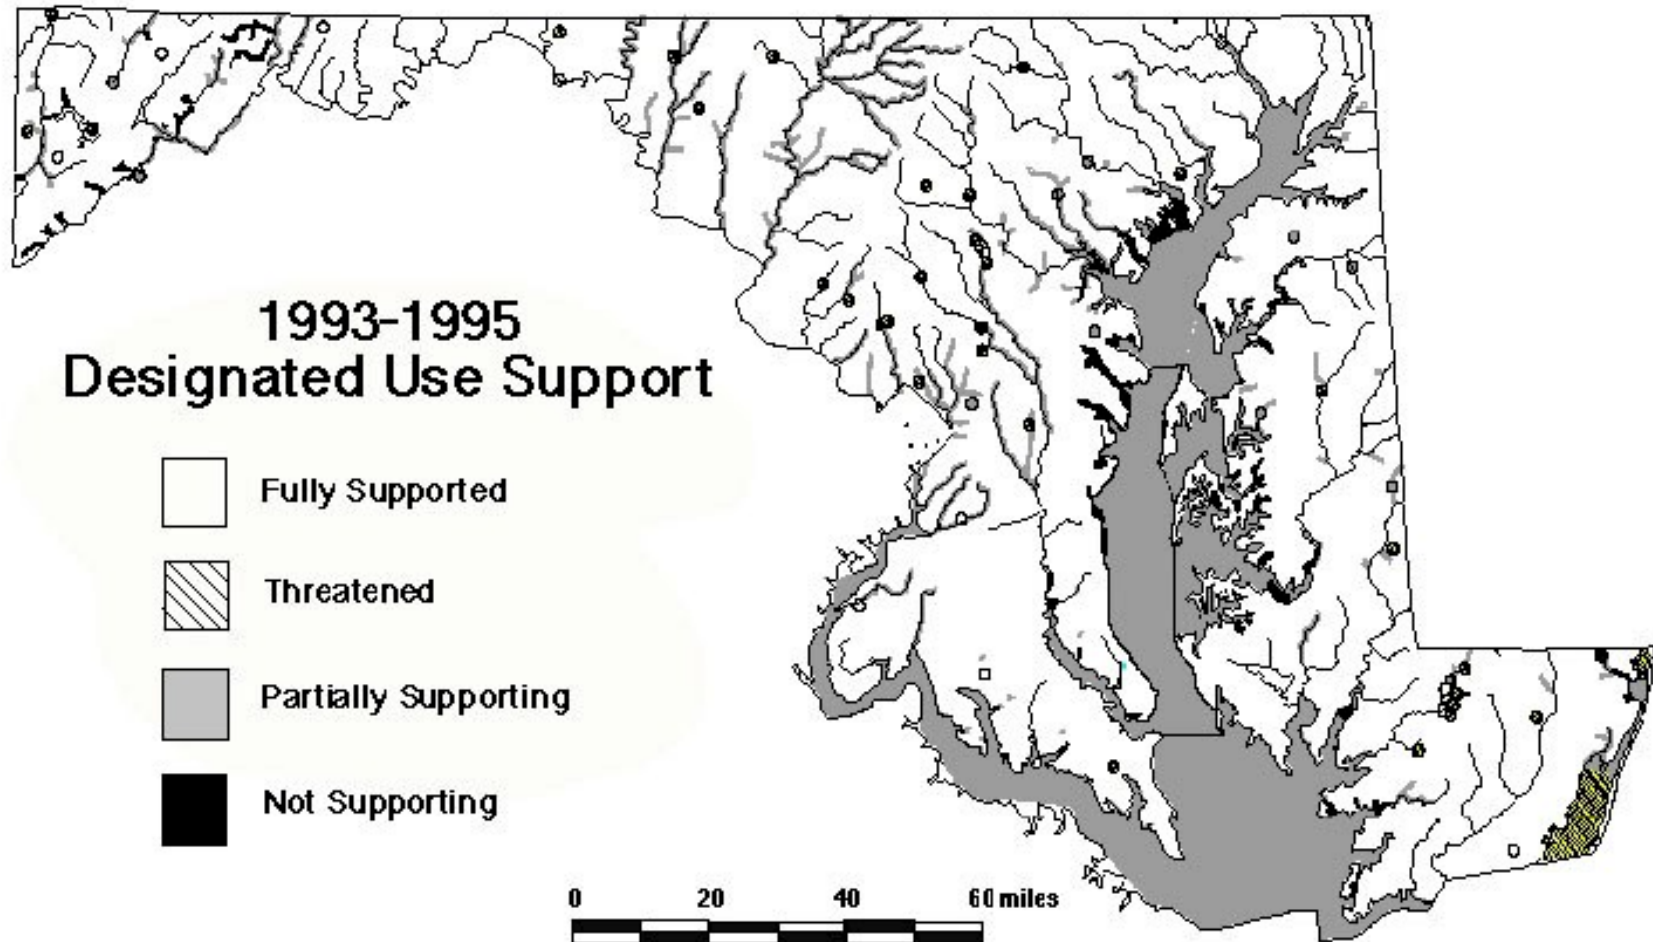 1993-1995
Designated Use Support
Fully Supported
Threatened
Partially Supporting
Not Supporting
0 20 40 60 miles